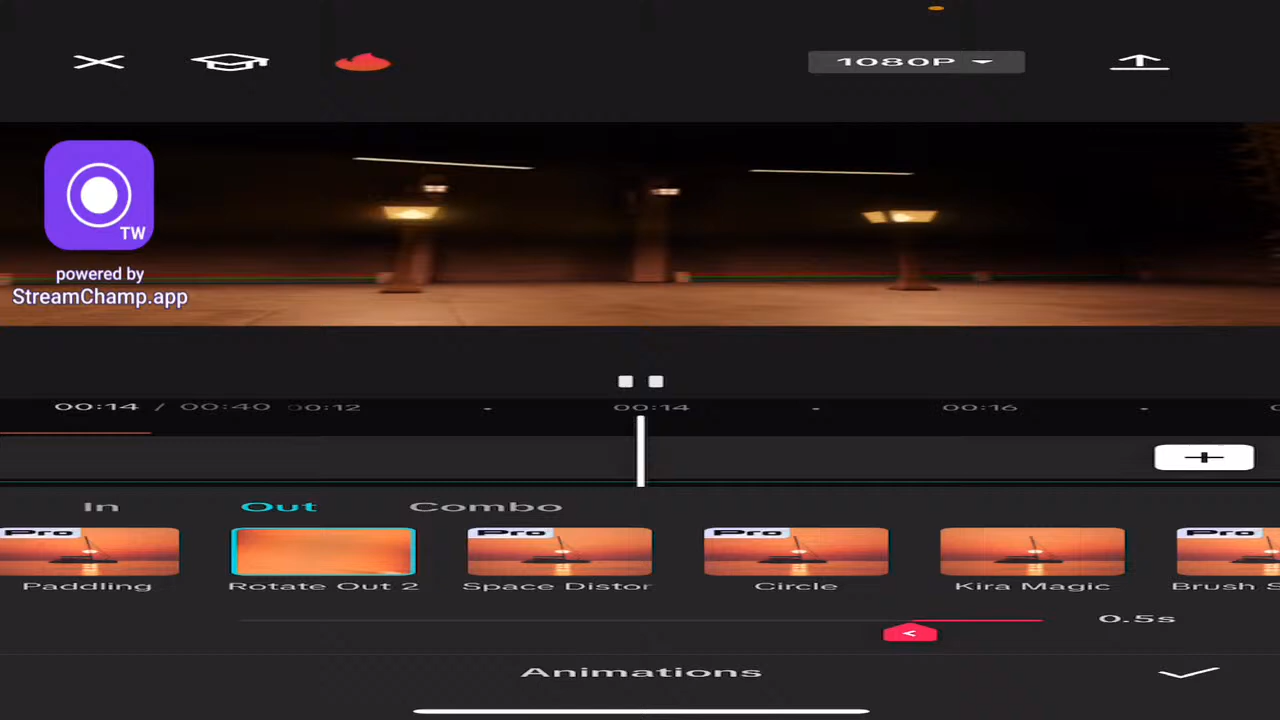 1080P
TW
powered by
StreamChamp.app
00:14 / 00:40 00:12 00:14 00:16
In Out Combo
Pro Pro Pro Pro
Paddling Rotate Out 2 Space Distor Circle Kira Magic Brush S
0.5s
Animations